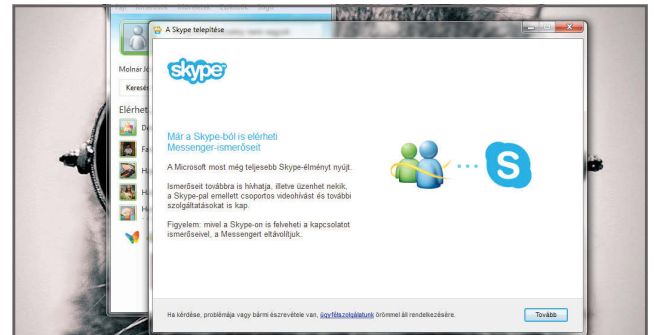 A Skype telepítése
skype
Molnár Jó
Keresés
Elérhet
Már a Skype-ból is elérheti
Messenger-ismerőseit
A Microsoft most még teljesebb Skype-élményt nyújt.
Ismerőseit továbbra is hívhatja, illetve üzenhet nekik,
a Skype-pal emellett csoportos videohívást és további
szolgáltatásokat is kap.
Figyelem: mivel a Skype-on is felveheti a kapcsolatot
ismerőseivel, a Messengert eltávolítjuk.
S
Ha kérdése, problémája vagy bármi észrevétele van, ügyfélszolgálatunk örömmel áll rendelkezésére.
Tovább